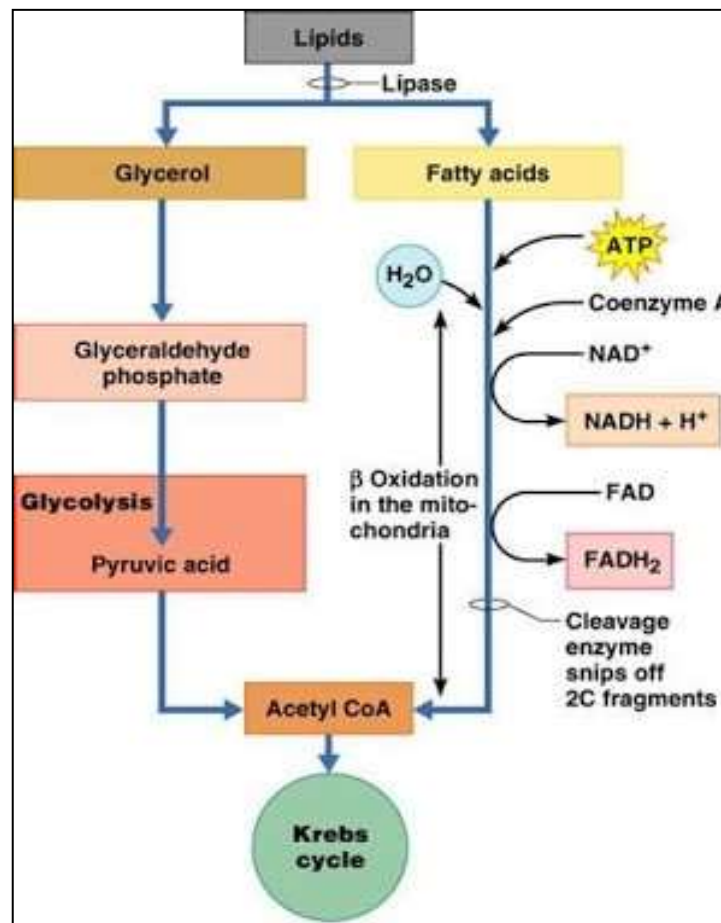 Lipids
Lipase
Glycerol
Fatty acids
ATP
H₂O
Coenzyme A
Glyceraldehyde
phosphate
NAD⁺
NADH + H⁺
β Oxidation
in the mito-
chondria
Glycolysis
FAD
Pyruvic acid
FADH₂
Cleavage
enzyme
snips off
2C fragments
Acetyl CoA
Krebs
cycle